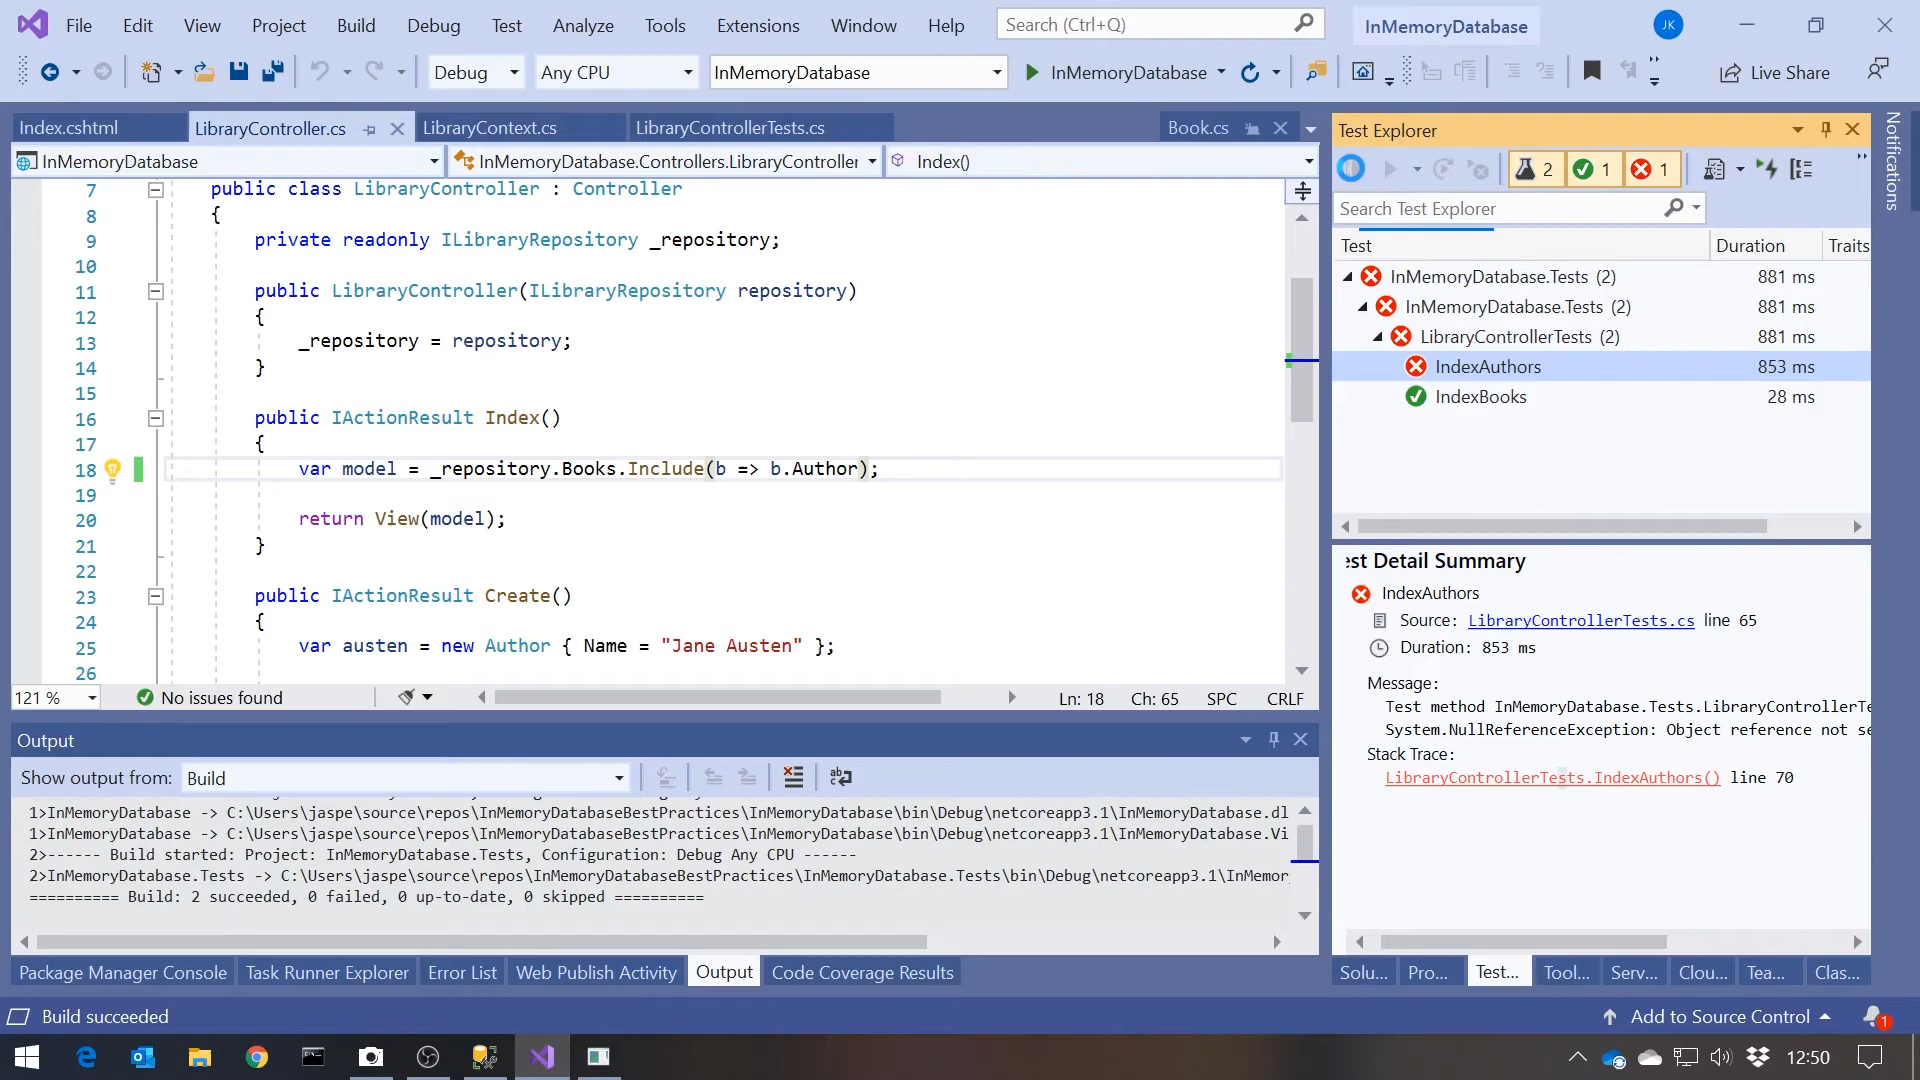 File Edit View Project Build Debug Test Analyze Tools Extensions Window Help Search (Ctrl+Q) InMemoryDatabase JK
Debug Any CPU InMemoryDatabase InMemoryDatabase Live Share
Index.cshtml LibraryController.cs LibraryContext.cs LibraryControllerTests.cs Book.cs
InMemoryDatabase InMemoryDatabase.Controllers.LibraryController Index()
7 public class LibraryController : Controller
8 {
9 private readonly ILibraryRepository _repository;
10
11 public LibraryController(ILibraryRepository repository)
12 {
13 _repository = repository;
14 }
15
16 public IActionResult Index()
17 {
18 var model = _repository.Books.Include(b => b.Author);
19
20 return View(model);
21 }
22
23 public IActionResult Create()
24 {
25 var austen = new Author { Name = "Jane Austen" };
26
121 % No issues found Ln: 18 Ch: 65 SPC CRLF
Output
Show output from: Build
1>InMemoryDatabase -> C:\Users\jaspe\source\repos\InMemoryDatabaseBestPractices\InMemoryDatabase\bin\Debug\netcoreapp3.1\InMemoryDatabase.dl
1>InMemoryDatabase -> C:\Users\jaspe\source\repos\InMemoryDatabaseBestPractices\InMemoryDatabase\bin\Debug\netcoreapp3.1\InMemoryDatabase.Vi
2>------ Build started: Project: InMemoryDatabase.Tests, Configuration: Debug Any CPU ------
2>InMemoryDatabase.Tests -> C:\Users\jaspe\source\repos\InMemoryDatabaseBestPractices\InMemoryDatabase.Tests\bin\Debug\netcoreapp3.1\InMemor
========== Build: 2 succeeded, 0 failed, 0 up-to-date, 0 skipped ==========
Package Manager Console Task Runner Explorer Error List Web Publish Activity Output Code Coverage Results
Test Explorer
2 1 1
Search Test Explorer
Test Duration Traits
InMemoryDatabase.Tests (2) 881 ms
InMemoryDatabase.Tests (2) 881 ms
LibraryControllerTests (2) 881 ms
IndexAuthors 853 ms
IndexBooks 28 ms
est Detail Summary
IndexAuthors
Source: LibraryControllerTests.cs line 65
Duration: 853 ms
Message:
Test method InMemoryDatabase.Tests.LibraryControllerTe
System.NullReferenceException: Object reference not se
Stack Trace:
LibraryControllerTests.IndexAuthors() line 70
Solu... Pro... Test... Tool... Serv... Clou... Tea... Clas...
Notifications
Build succeeded Add to Source Control 1
12:50